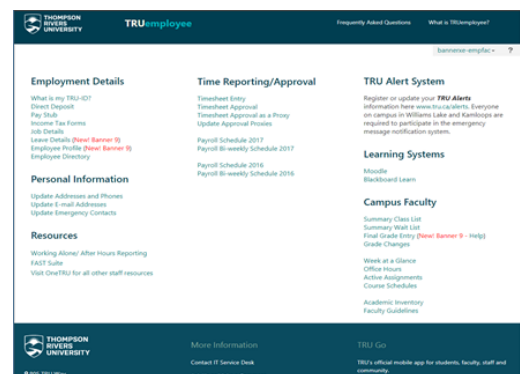 THOMPSON
RIVERS
UNIVERSITY
TRUemployee
Frequently Asked Questions
What is TRUemployee?
bannerxe-empfac
?
Employment Details
What is my TRU-ID?
Direct Deposit
Pay Stub
Income Tax Forms
Job Details
Leave Details (New! Banner 9)
Employee Profile (New! Banner 9)
Employee Directory
Personal Information
Update Addresses and Phones
Update E-mail Addresses
Update Emergency Contacts
Resources
Working Alone/ After Hours Reporting
FAST Suite
Visit OneTRU for all other staff resources
Time Reporting/Approval
Timesheet Entry
Timesheet Approval
Timesheet Approval as a Proxy
Update Approval Proxies
Payroll Schedule 2017
Payroll Bi-weekly Schedule 2017
Payroll Schedule 2016
Payroll Bi-weekly Schedule 2016
TRU Alert System
Register or update your TRU Alerts
information here www.tru.ca/alerts. Everyone
on campus in Williams Lake and Kamloops are
required to participate in the emergency
message notification system.
Learning Systems
Moodle
Blackboard Learn
Campus Faculty
Summary Class List
Summary Wait List
Final Grade Entry (New! Banner 9 - Help)
Grade Changes
Week at a Glance
Office Hours
Active Assignments
Course Schedules
Academic Inventory
Faculty Guidelines
THOMPSON
RIVERS
UNIVERSITY
More Information
Contact IT Service Desk
TRU Go
TRU's official mobile app for students, faculty, staff and
community.